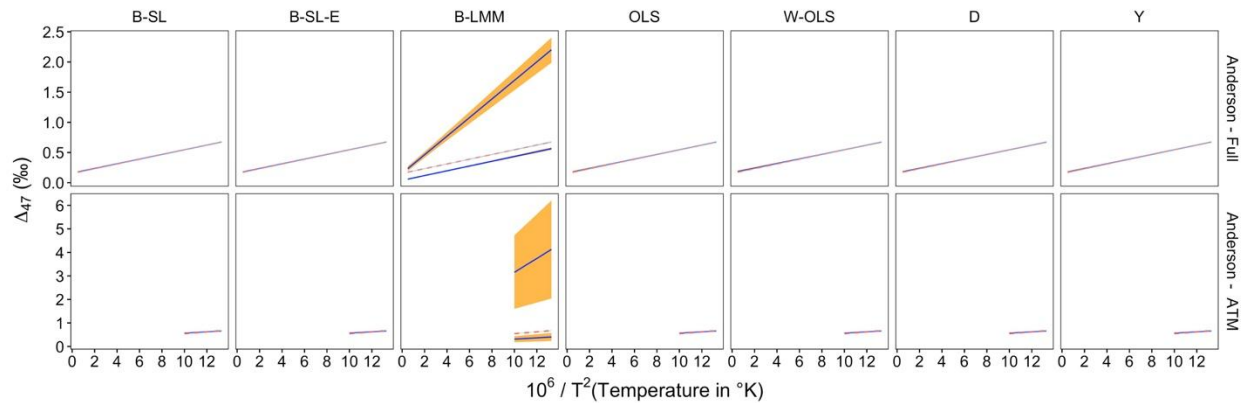 B-SL B-SL-E B-LMM OLS W-OLS D Y
2.5
2.0
1.5
1.0
0.5
0.0
Anderson - Full
Δ47 (‰)
6
5
4
3
2
1
0
Anderson - ATM
0 2 4 6 8 10 12 0 2 4 6 8 10 12 0 2 4 6 8 10 12 0 2 4 6 8 10 12 0 2 4 6 8 10 12 0 2 4 6 8 10 12 0 2 4 6 8 10 12
10^6 / T^2(Temperature in °K)